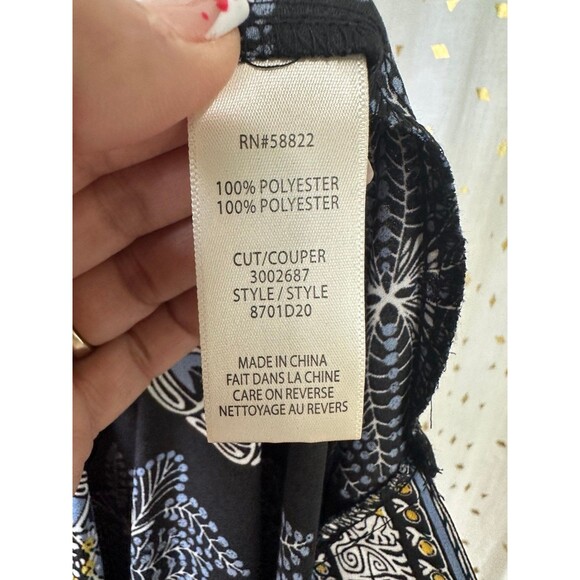 RN#58822
100% POLYESTER
100% POLYESTER
CUT/COUPER
3002687
STYLE / STYLE
8701D20
MADE IN CHINA
FAIT DANS LA CHINE
CARE ON REVERSE
NETTOYAGE AU REVERS